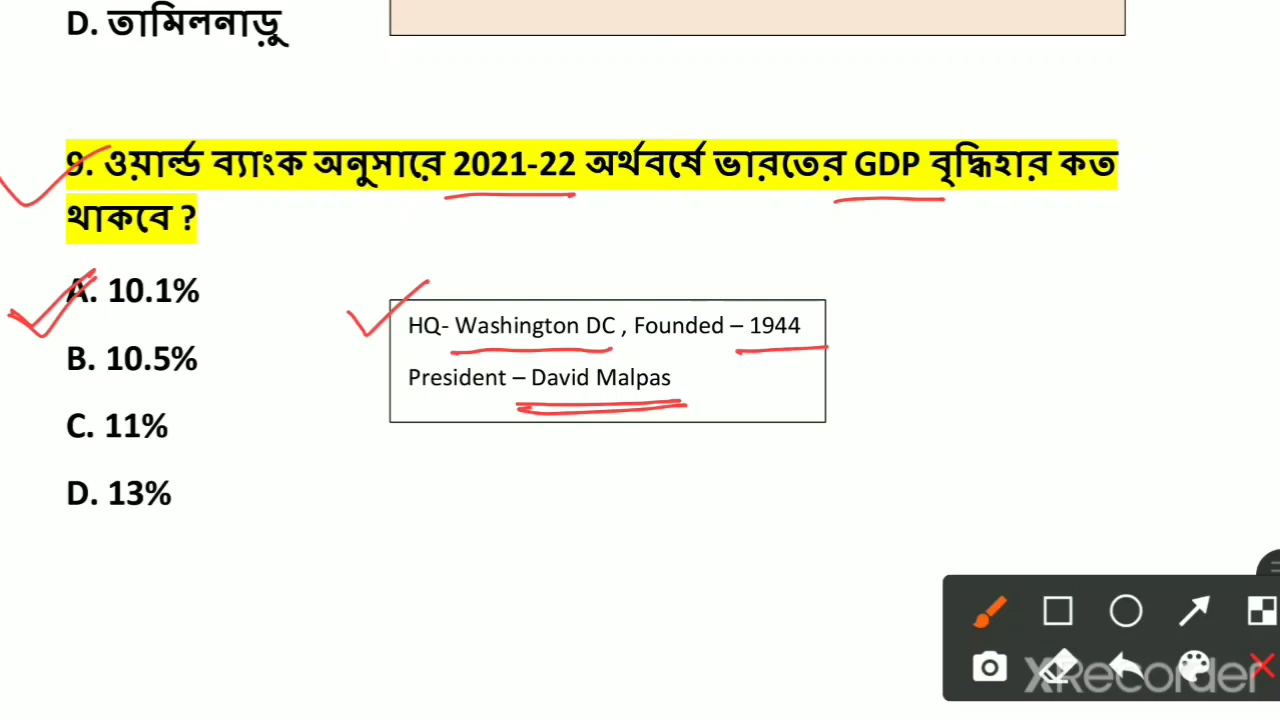 D. তামিলনাড়ু
9. ওয়ার্ল্ড ব্যাংক অনুসারে 2021-22 অর্থবর্ষে ভারতের GDP বৃদ্ধিহার কত
থাকবে ?
A. 10.1%
HQ- Washington DC , Founded – 1944
B. 10.5%
President – David Malpas
C. 11%
D. 13%
XRecorder